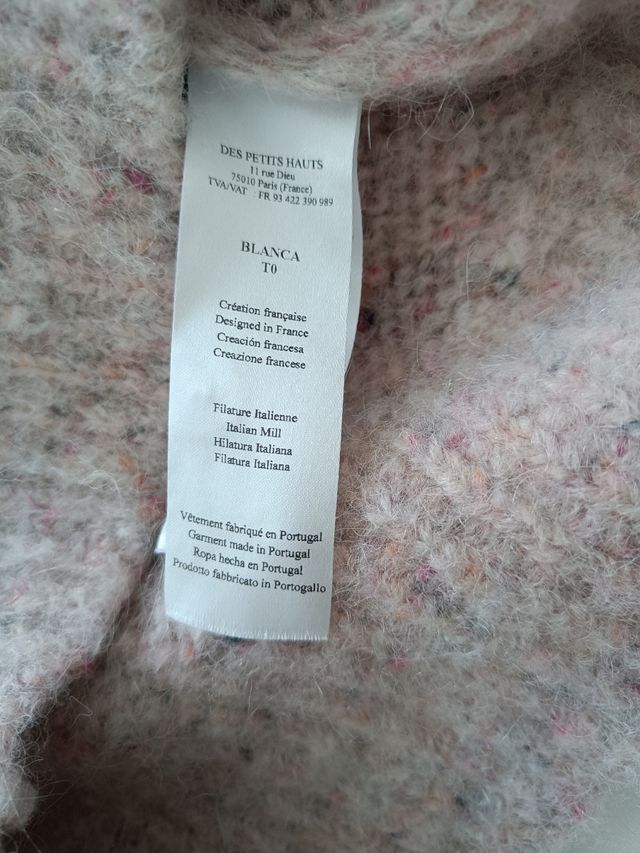 DES PETITS HAUTS
11 rue Dieu
75010 Paris (France)
TVA/VAT : FR 93 422 390 989
BLANCA
T0
Création française
Designed in France
Creación francesa
Creazione francese
Filature Italienne
Italian Mill
Hilatura Italiana
Filatura Italiana
Vêtement fabriqué en Portugal
Garment made in Portugal
Ropa hecha en Portugal
Prodotto fabbricato in Portogallo